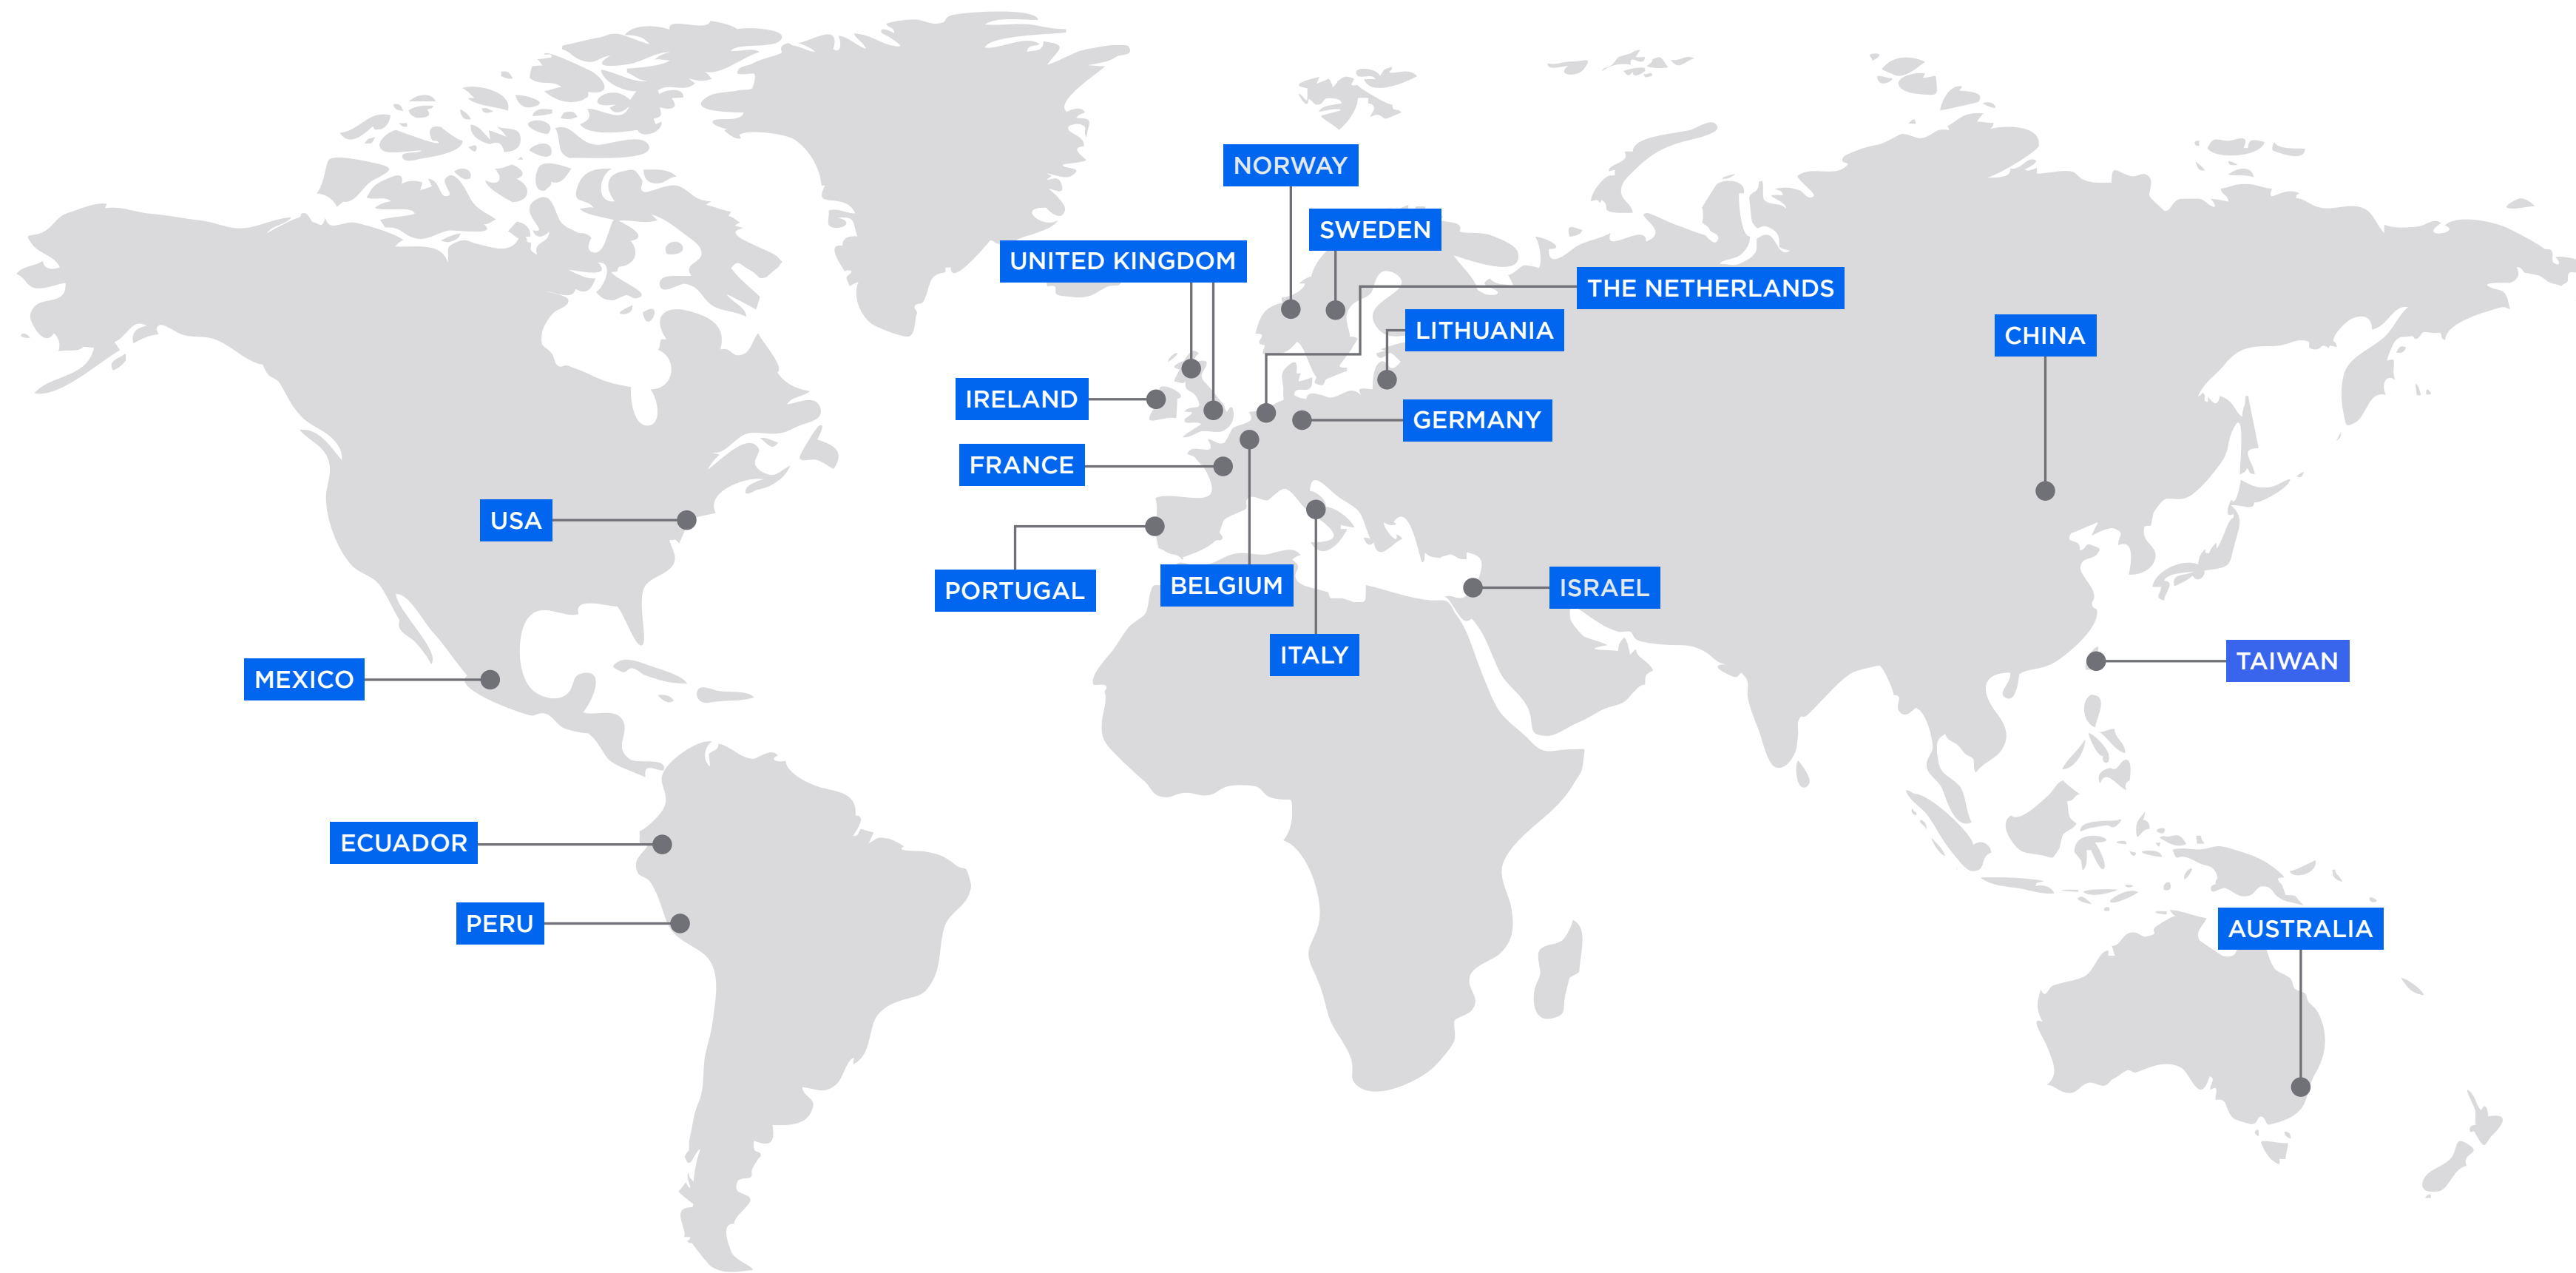 NORWAY
SWEDEN
UNITED KINGDOM
THE NETHERLANDS
LITHUANIA
CHINA
IRELAND
GERMANY
FRANCE
USA
PORTUGAL
BELGIUM
ISRAEL
ITALY
TAIWAN
MEXICO
ECUADOR
PERU
AUSTRALIA